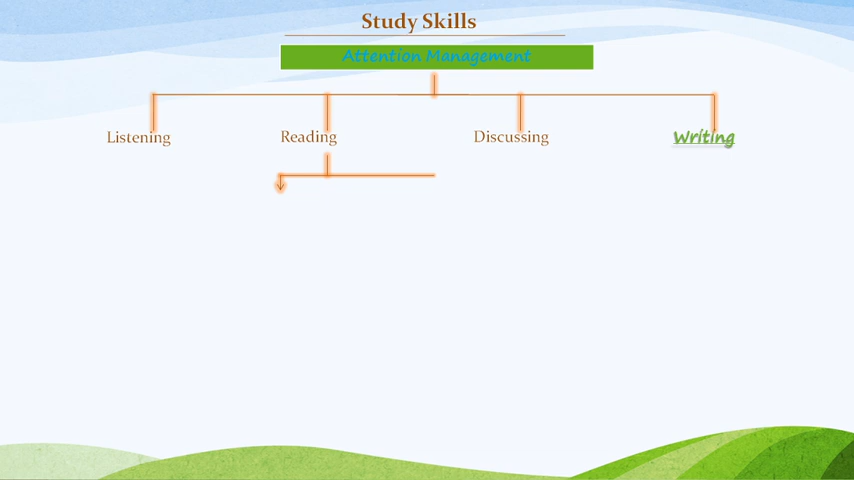 Study Skills
Attention Management
Listening Reading Discussing Writing